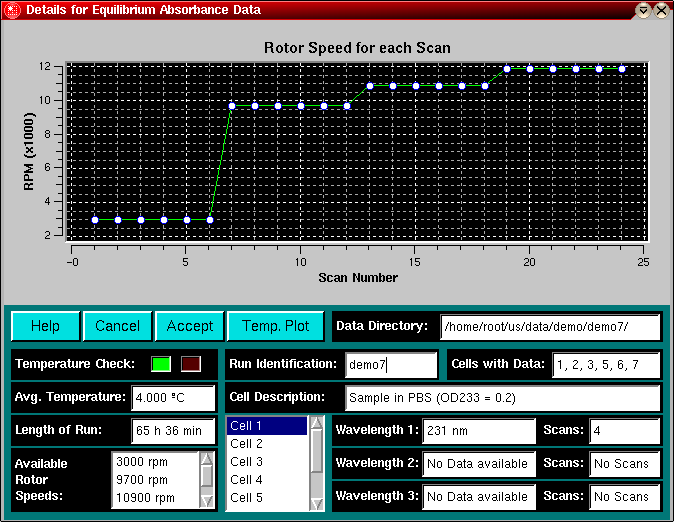 Details for Equilibrium Absorbance Data
Rotor Speed for each Scan
RPM (x1000)
12
10
8
6
4
2
-0 5 10 15 20 25
Scan Number
Help Cancel Accept Temp. Plot Data Directory: /home/root/us/data/demo/demo7/
Temperature Check: Run Identification: demo7 Cells with Data: 1, 2, 3, 5, 6, 7
Avg. Temperature: 4.000 ºC Cell Description: Sample in PBS (OD233 = 0.2)
Length of Run: 65 h 36 min
Cell 1
Cell 2
Cell 3
Cell 4
Cell 5
Wavelength 1: 231 nm Scans: 4
Available
Rotor
Speeds:
3000 rpm
9700 rpm
10900 rpm
Wavelength 2: No Data available Scans: No Scans
Wavelength 3: No Data available Scans: No Scans